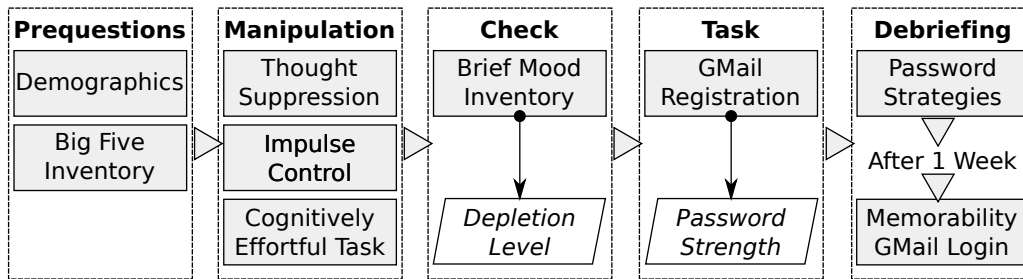 Prequestions
Demographics
Big Five
Inventory
Manipulation
Thought
Suppression
Impulse
Control
Cognitively
Effortful Task
Check
Brief Mood
Inventory
Depletion
Level
Task
GMail
Registration
Password
Strength
Debriefing
Password
Strategies
After 1 Week
Memorability
GMail Login